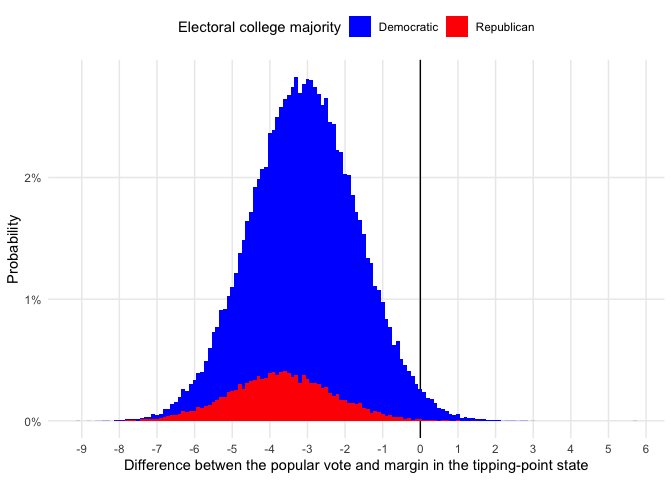 Electoral college majority Democratic Republican
Probability
2%
1%
0%
-9 -8 -7 -6 -5 -4 -3 -2 -1 0 1 2 3 4 5 6
Difference betwen the popular vote and margin in the tipping-point state